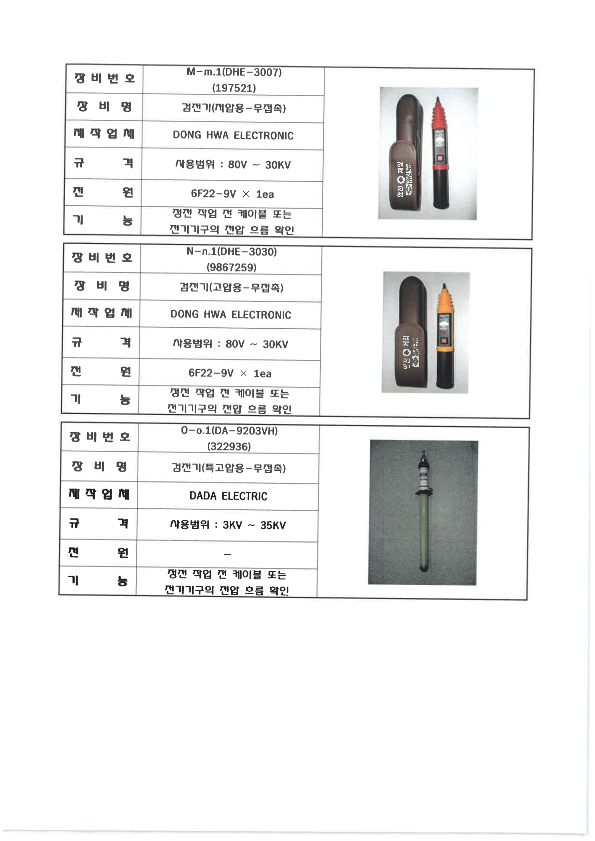 장 비 번 호
M-m.1(DHE-3007)
(197521)
장 비 명
검전기(저압용-무접촉)
제 작 업 체
DONG HWA ELECTRONIC
규 격
사용범위 : 80V ~ 30KV
전 원
6F22-9V × 1ea
기 능
정전 작업 전 케이블 또는
전기기구의 전압 흐름 확인
안전 제일
장 비 번 호
N-n.1(DHE-3030)
(9867259)
장 비 명
검전기(고압용-무접촉)
제 작 업 체
DONG HWA ELECTRONIC
규 격
사용범위 : 80V ~ 30KV
전 원
6F22-9V × 1ea
기 능
정전 작업 전 케이블 또는
전기기구의 전압 흐름 확인
안전 제일
장 비 번 호
O-o.1(DA-9203VH)
(322936)
장 비 명
검전기(특고압용-무접촉)
제 작 업 체
DADA ELECTRIC
규 격
사용범위 : 3KV ~ 35KV
전 원
-
기 능
정전 작업 전 케이블 또는
전기기구의 전압 흐름 확인